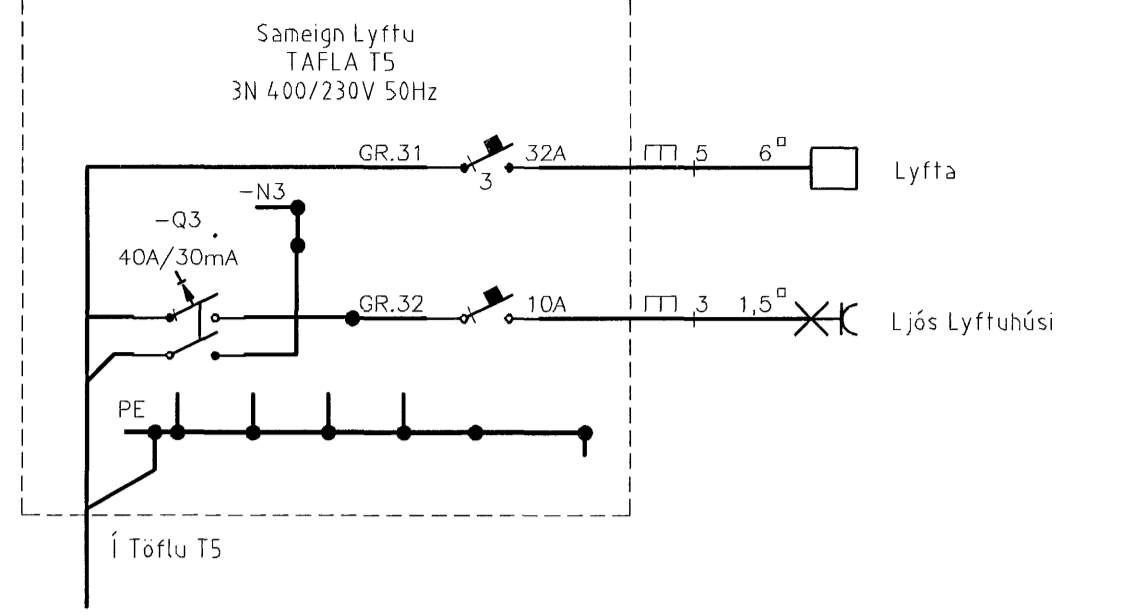 Sameign Lyftu
TAFLA T5
3N 400/230V 50Hz
GR.31 3 32A 5 6□ Lyfta
-N3
-Q3
40A/30mA
GR.32 10A 3 1,5□ Ljós Lyftuhúsi
PE
Í Töflu T5